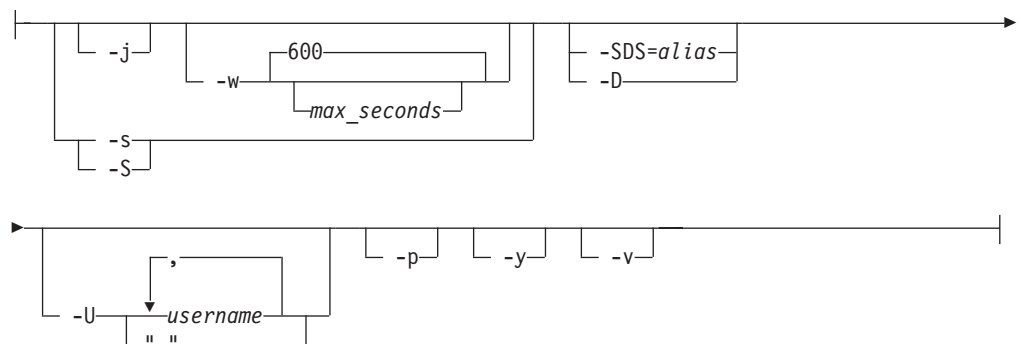 -j
-w
600
max_seconds
-SDS=alias
-D
-s
-S
-U
,
username
" "
-p
-y
-v